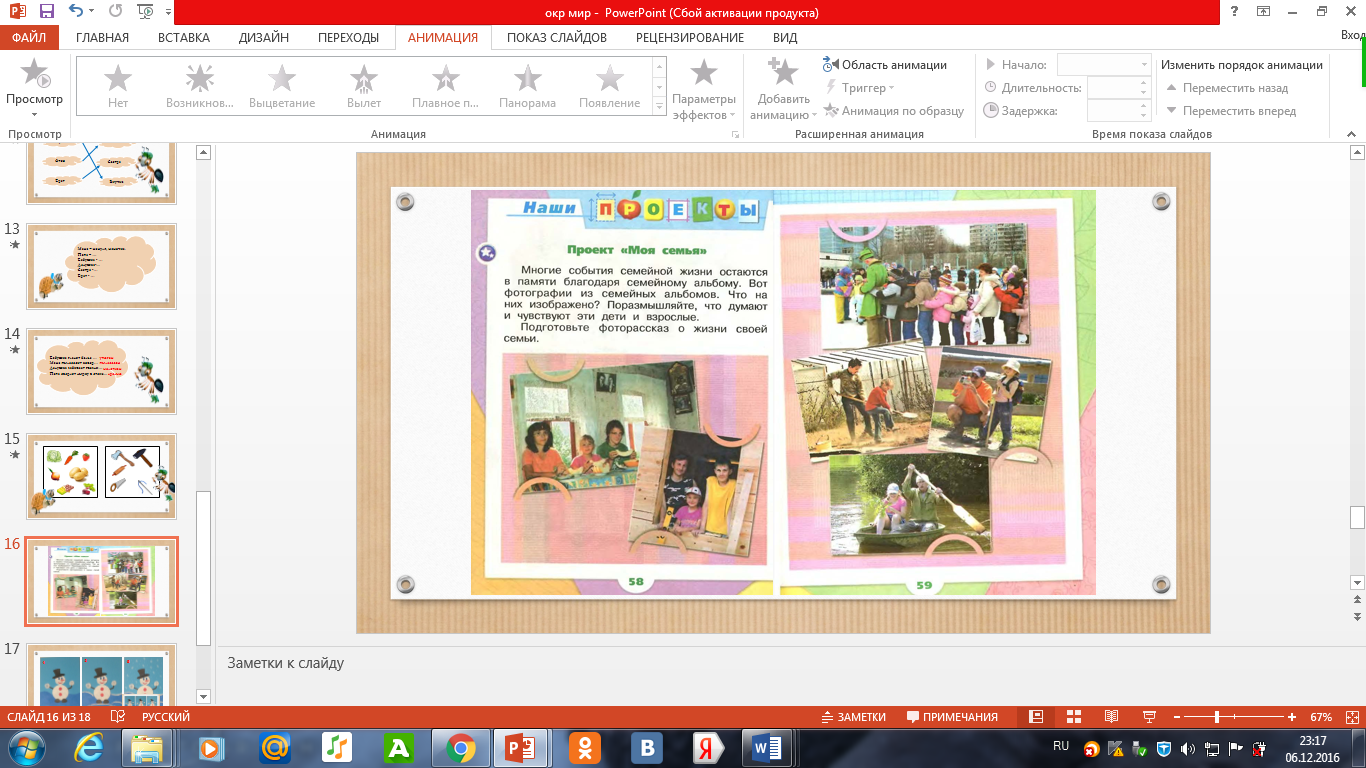 окр мир - PowerPoint (Сбой активации продукта)
ФАЙЛ ГЛАВНАЯ ВСТАВКА ДИЗАЙН ПЕРЕХОДЫ АНИМАЦИЯ ПОКАЗ СЛАЙДОВ РЕЦЕНЗИРОВАНИЕ ВИД Вход
Просмотр
Нет Возникнов... Выцветание Вылет Плавное п... Панорама Появление
Параметры эффектов
Добавить анимацию
Область анимации
Триггер
Анимация по образцу
Начало:
Длительность:
Задержка:
Изменить порядок анимации
Переместить назад
Переместить вперед
Просмотр Анимация Расширенная анимация Время показа слайдов
13
14
15
16
17
Наши ПРОЕКТЫ
Проект «Моя семья»
Многие события семейной жизни остаются
в памяти благодаря семейному альбому. Вот
фотографии из семейных альбомов. Что на
них изображено? Поразмышляйте, что думают
и чувствуют эти дети и взрослые.
Подготовьте фоторассказ о жизни своей
семьи.
58
59
Заметки к слайду
СЛАЙД 16 ИЗ 18 РУССКИЙ ЗАМЕТКИ ПРИМЕЧАНИЯ 67%
RU
23:17
06.12.2016